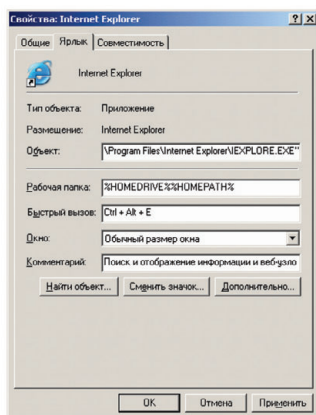 Свойства: Internet Explorer
Общие Ярлык Совместимость
Internet Explorer
Тип объекта: Приложение
Размещение: Internet Explorer
Объект: \Program Files\Internet Explorer\IEXPLORE.EXE"
Рабочая папка: %HOMEDRIVE%%HOMEPATH%
Быстрый вызов: Ctrl + Alt + E
Окно: Обычный размер окна
Комментарий: Поиск и отображение информации и веб-узло
Найти объект... Сменить значок... Дополнительно...
OK Отмена Применить